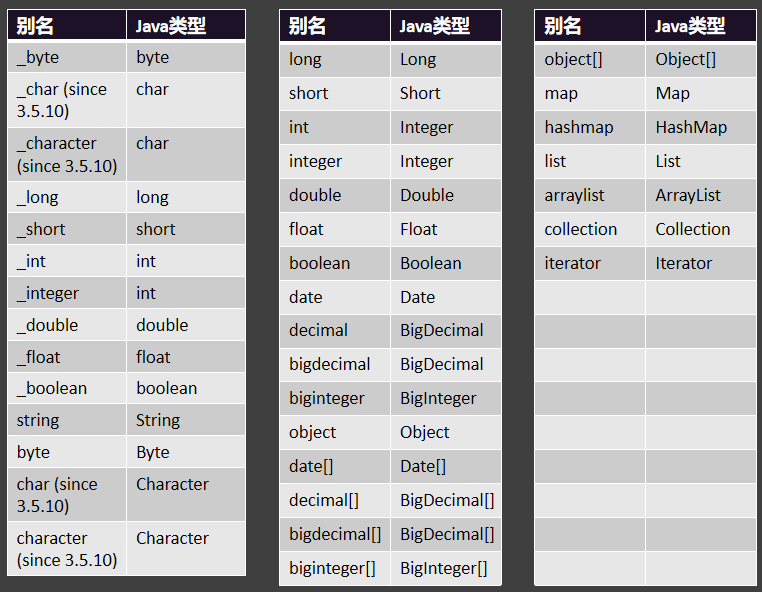 别名 Java类型
_byte byte
_char (since char
3.5.10)
_character char
(since 3.5.10)
_long long
_short short
_int int
_integer int
_double double
_float float
_boolean boolean
string String
byte Byte
char (since Character
3.5.10)
character Character
(since 3.5.10)
别名 Java类型
long Long
short Short
int Integer
integer Integer
double Double
float Float
boolean Boolean
date Date
decimal BigDecimal
bigdecimal BigDecimal
biginteger BigInteger
object Object
date[] Date[]
decimal[] BigDecimal[]
bigdecimal[] BigDecimal[]
biginteger[] BigInteger[]
别名 Java类型
object[] Object[]
map Map
hashmap HashMap
list List
arraylist ArrayList
collection Collection
iterator Iterator